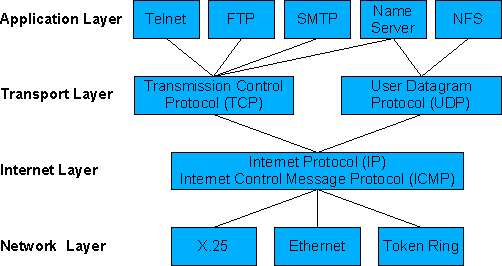 Application Layer
Telnet
FTP
SMTP
Name
Server
NFS
Transport Layer
Transmission Control
Protocol (TCP)
User Datagram
Protocol (UDP)
Internet Layer
Internet Protocol (IP)
Internet Control Message Protocol (ICMP)
Network Layer
X.25
Ethernet
Token Ring